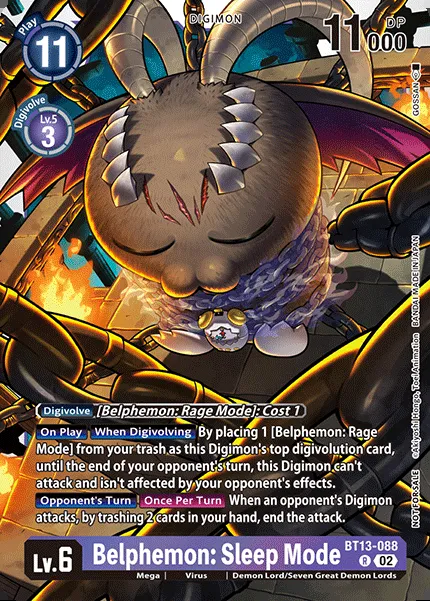 Play
11
DIGIMON
11000
DP
Digivolve
Lv.5
3
GOSSAN
©Akiyoshi Hongo, Toei Animation BANDAI MADE IN JAPAN
NOT FOR SALE
Digivolve [Belphemon: Rage Mode]: Cost 1
On Play When Digivolving By placing 1 [Belphemon: Rage
Mode] from your trash as this Digimon's top digivolution card,
until the end of your opponent's turn, this Digimon can't
attack and isn't affected by your opponent's effects.
Opponent's Turn Once Per Turn When an opponent's Digimon
attacks, by trashing 2 cards in your hand, end the attack.
Lv.6
Belphemon: Sleep Mode
BT13-088
R 02
Mega | Virus | Demon Lord/Seven Great Demon Lords